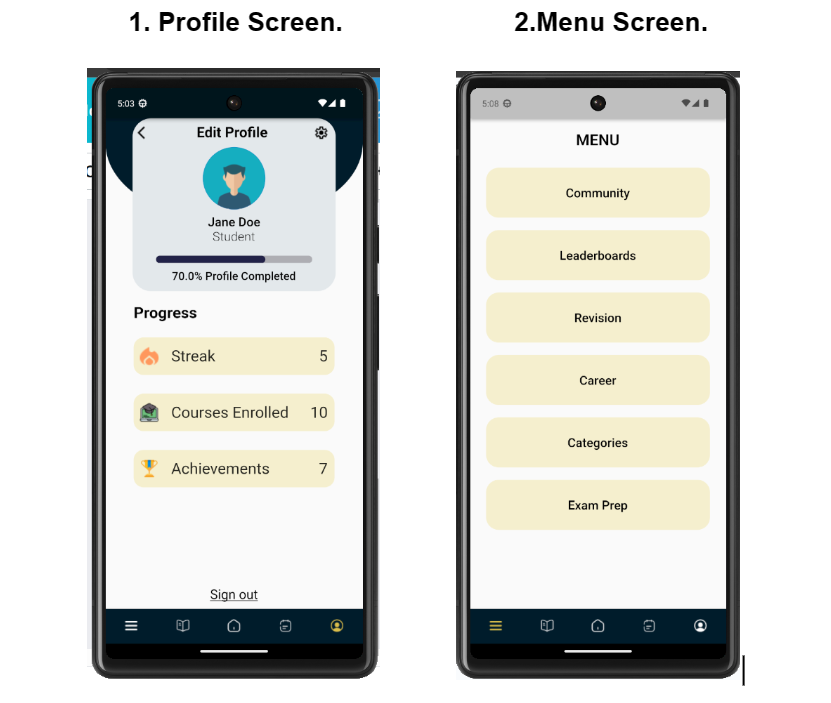 1. Profile Screen.
2.Menu Screen.
5:03
Edit Profile
Jane Doe
Student
70.0% Profile Completed
Progress
Streak 5
Courses Enrolled 10
Achievements 7
Sign out
5:08
MENU
Community
Leaderboards
Revision
Career
Categories
Exam Prep